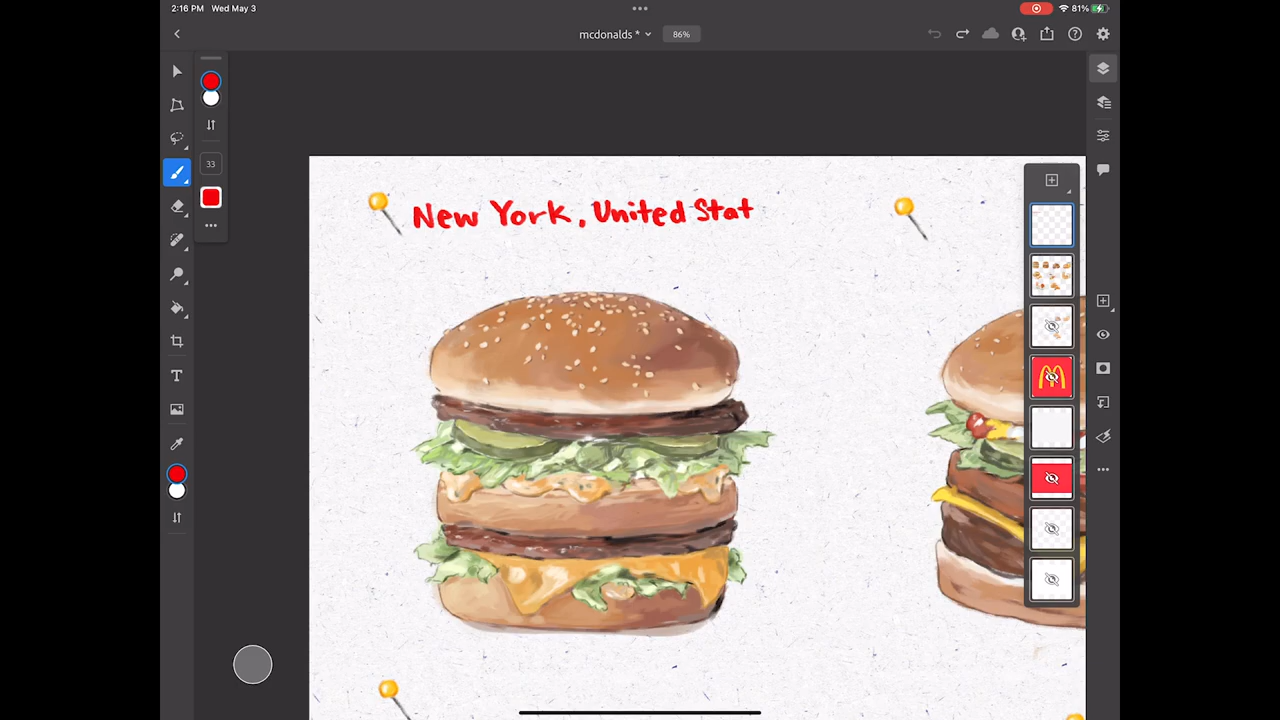 2:16 PM Wed May 3
81%
mcdonalds *
86%
33
New York, United Stat
T